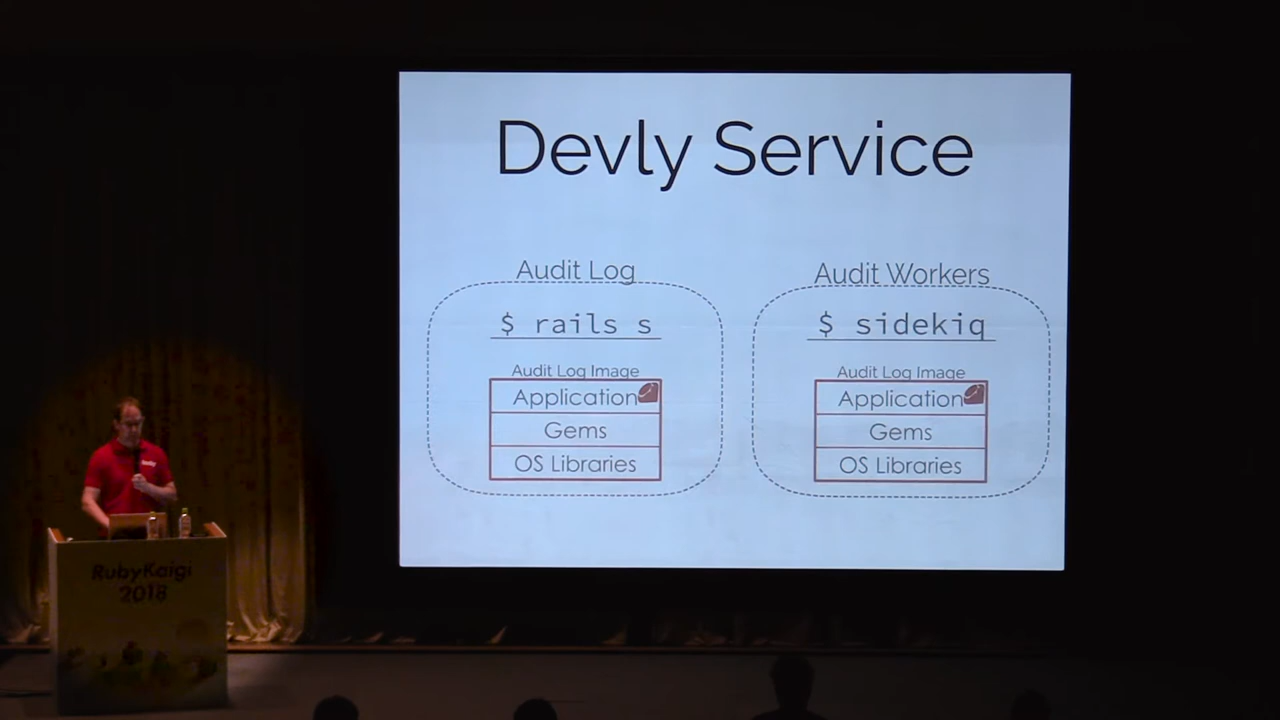 Devly Service
Audit Log
$ rails s
Audit Log Image
Application
Gems
OS Libraries
Audit Workers
$ sidekiq
Audit Log Image
Application
Gems
OS Libraries
RubyKaigi
2018